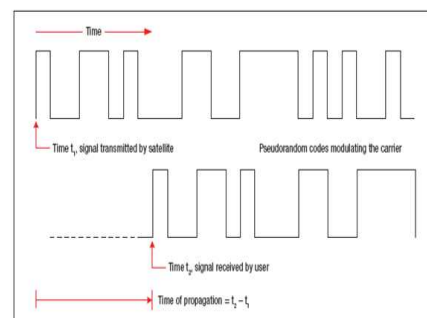 Time
Time t₁, signal transmitted by satellite
Pseudorandom codes modulating the carrier
Time t₂, signal received by user
Time of propagation = t₂ – t₁